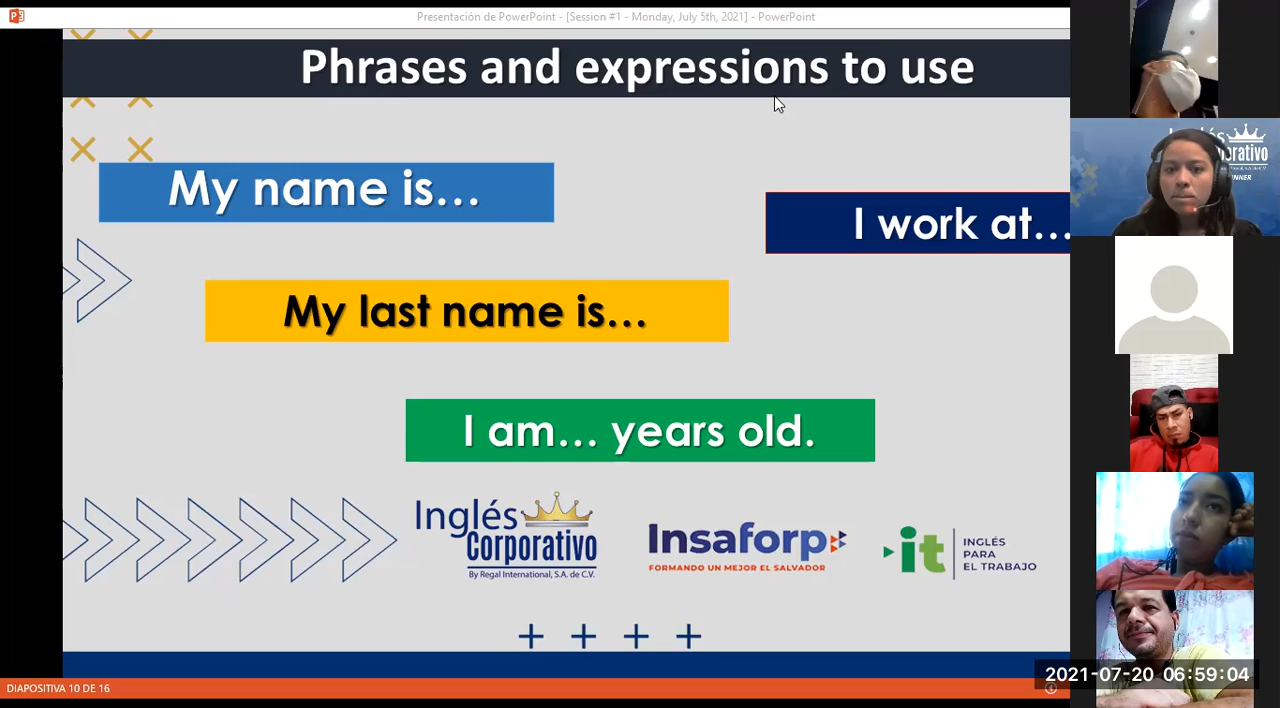 Presentación de PowerPoint - [Session #1 - Monday, July 5th, 2021] - PowerPoint
Phrases and expressions to use
My name is...
I work at...
My last name is...
I am... years old.
Inglés
Corporativo
By Regal International, S.A. de C.V.
Insaforp
FORMANDO UN MEJOR EL SALVADOR
it
INGLÉS
PARA
EL TRABAJO
DIAPOSITIVA 10 DE 16
2021-07-20 06:59:04